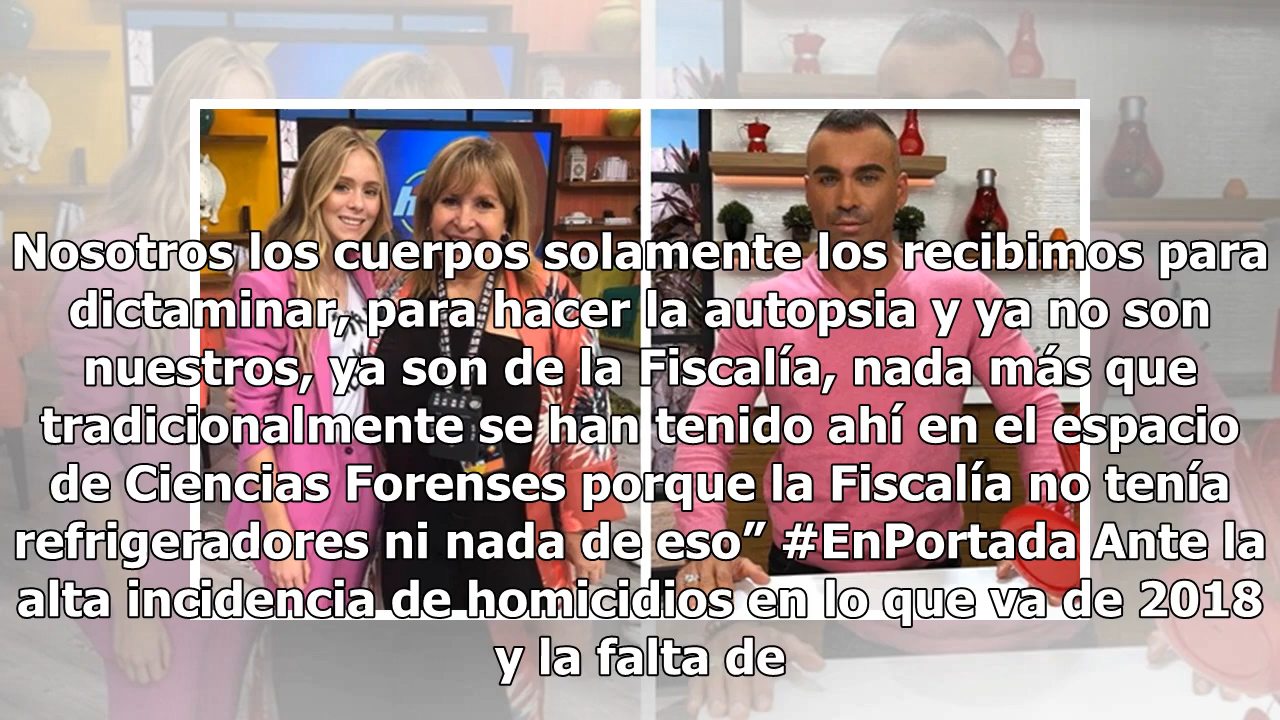 Nosotros los cuerpos solamente los recibimos para
dictaminar, para hacer la autopsia y ya no son
nuestros, ya son de la Fiscalía, nada más que
tradicionalmente se han tenido ahí en el espacio
de Ciencias Forenses porque la Fiscalía no tenía
refrigeradores ni nada de eso” #EnPortada Ante la
alta incidencia de homicidios en lo que va de 2018
y la falta de